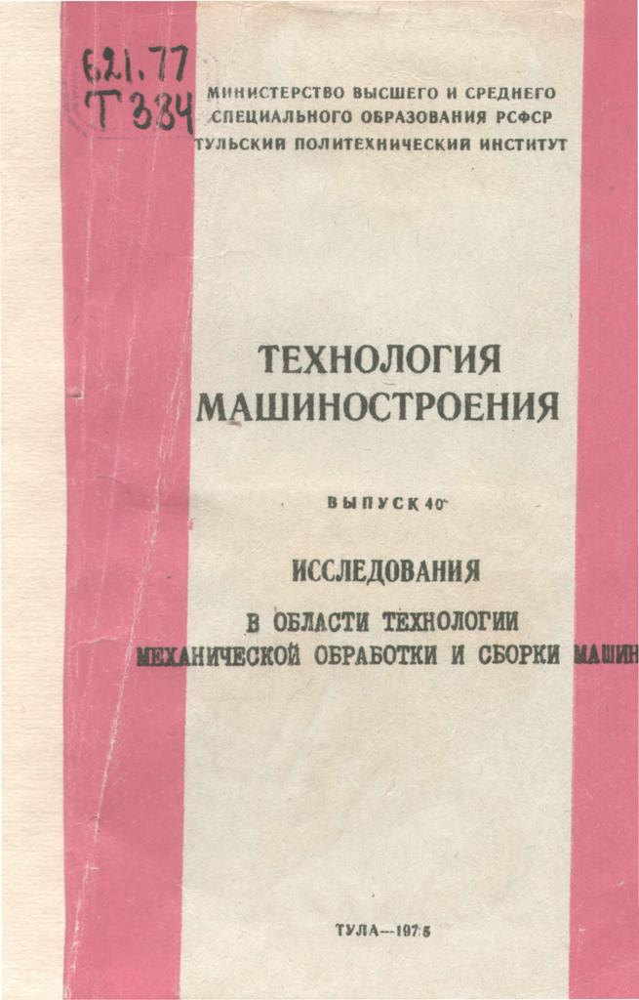 621.77
Т 384
МИНИСТЕРСТВО ВЫСШЕГО И СРЕДНЕГО
СПЕЦИАЛЬНОГО ОБРАЗОВАНИЯ РСФСР
ТУЛЬСКИЙ ПОЛИТЕХНИЧЕСКИЙ ИНСТИТУТ
ТЕХНОЛОГИЯ
МАШИНОСТРОЕНИЯ
ВЫПУСК 40
ИССЛЕДОВАНИЯ
В ОБЛАСТИ ТЕХНОЛОГИИ
МЕХАНИЧЕСКОЙ ОБРАБОТКИ И СБОРКИ МАШИН
ТУЛА—1975